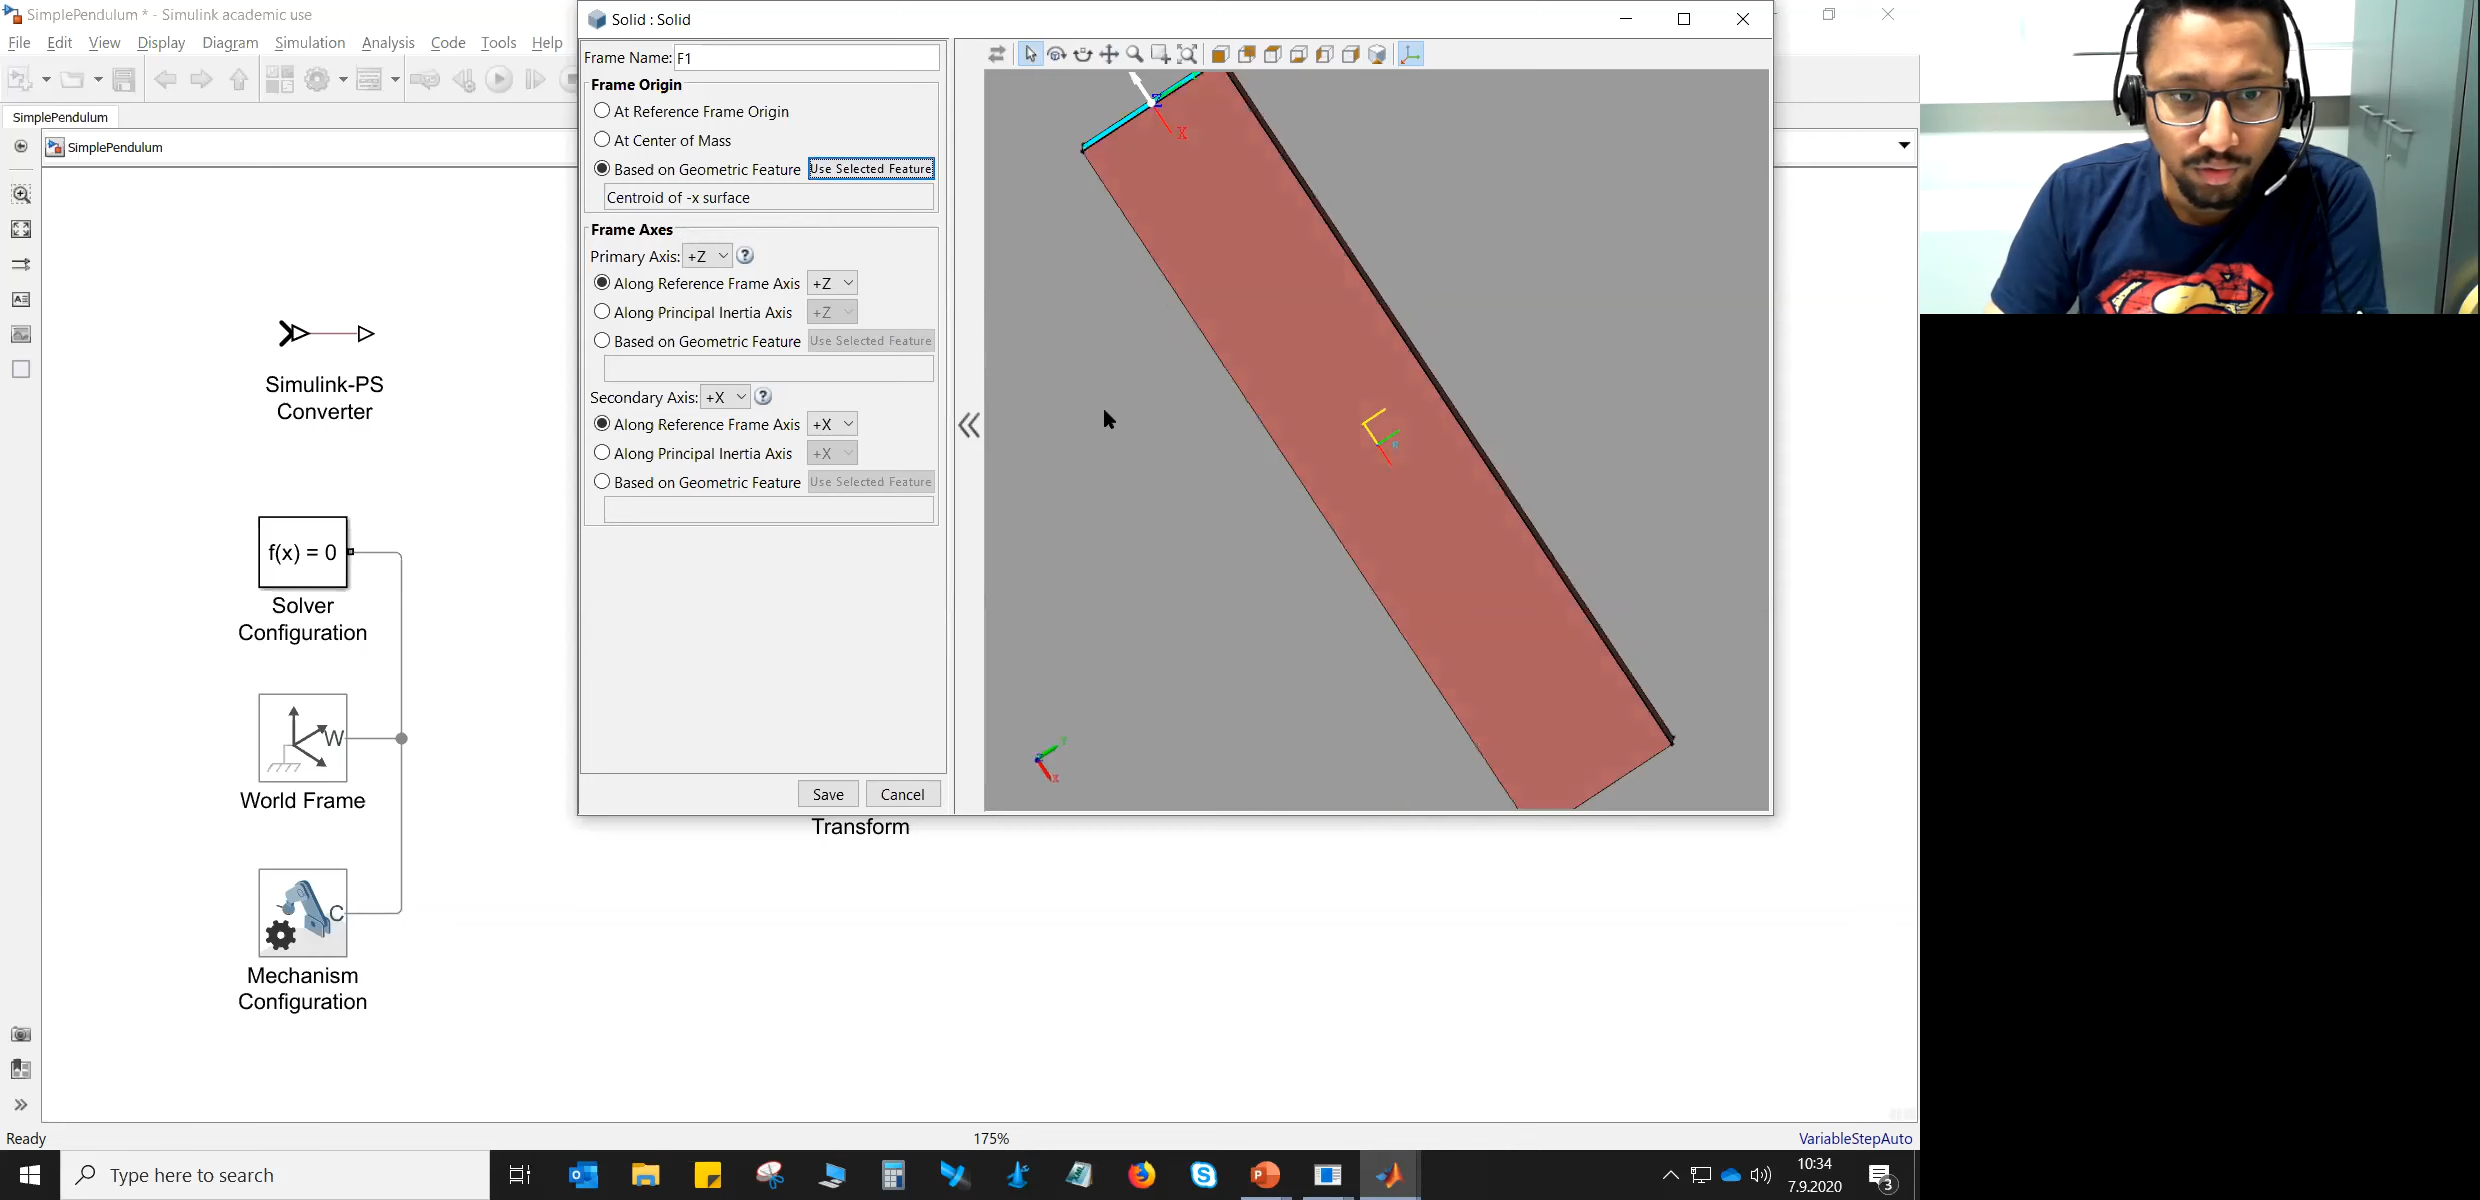 SimplePendulum * - Simulink academic use
File Edit View Display Diagram Simulation Analysis Code Tools Help
SimplePendulum
SimplePendulum
Simulink-PS
Converter
f(x) = 0
Solver
Configuration
W
World Frame
C
Mechanism
Configuration
Transform
Solid : Solid
Frame Name: F1
Frame Origin
At Reference Frame Origin
At Center of Mass
Based on Geometric Feature Use Selected Feature
Centroid of -x surface
Frame Axes
Primary Axis: +Z
Along Reference Frame Axis +Z
Along Principal Inertia Axis +Z
Based on Geometric Feature Use Selected Feature
Secondary Axis: +X
Along Reference Frame Axis +X
Along Principal Inertia Axis +X
Based on Geometric Feature Use Selected Feature
Save Cancel
Z
X
Y
X
Ready 175% VariableStepAuto
Type here to search
10:34
7.9.2020
3